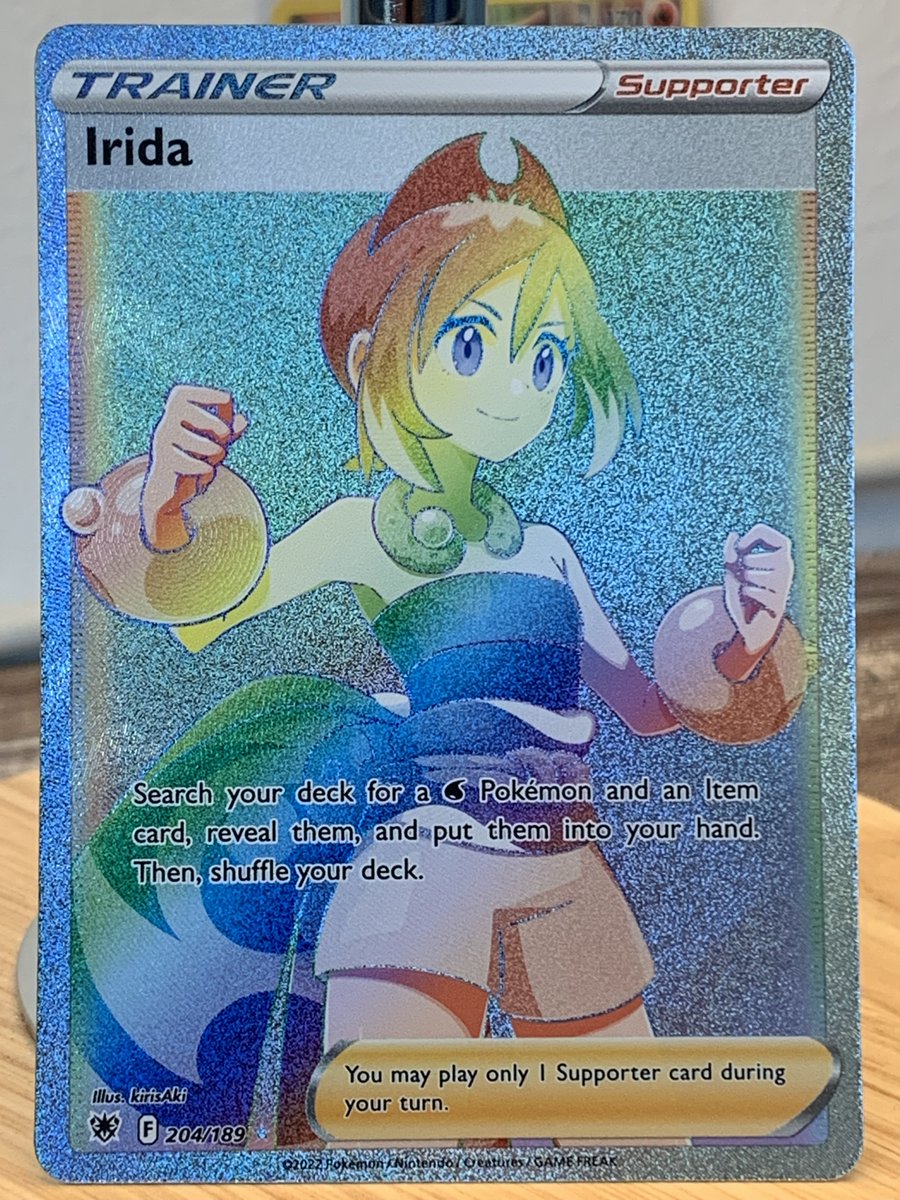 TRAINER Supporter
Irida
Search your deck for a Pokémon and an Item
card, reveal them, and put them into your hand.
Then, shuffle your deck.
You may play only 1 Supporter card during
your turn.
Illus. kirisAki
F 204/189
©2022 Pokémon / Nintendo / Creatures / GAME FREAK